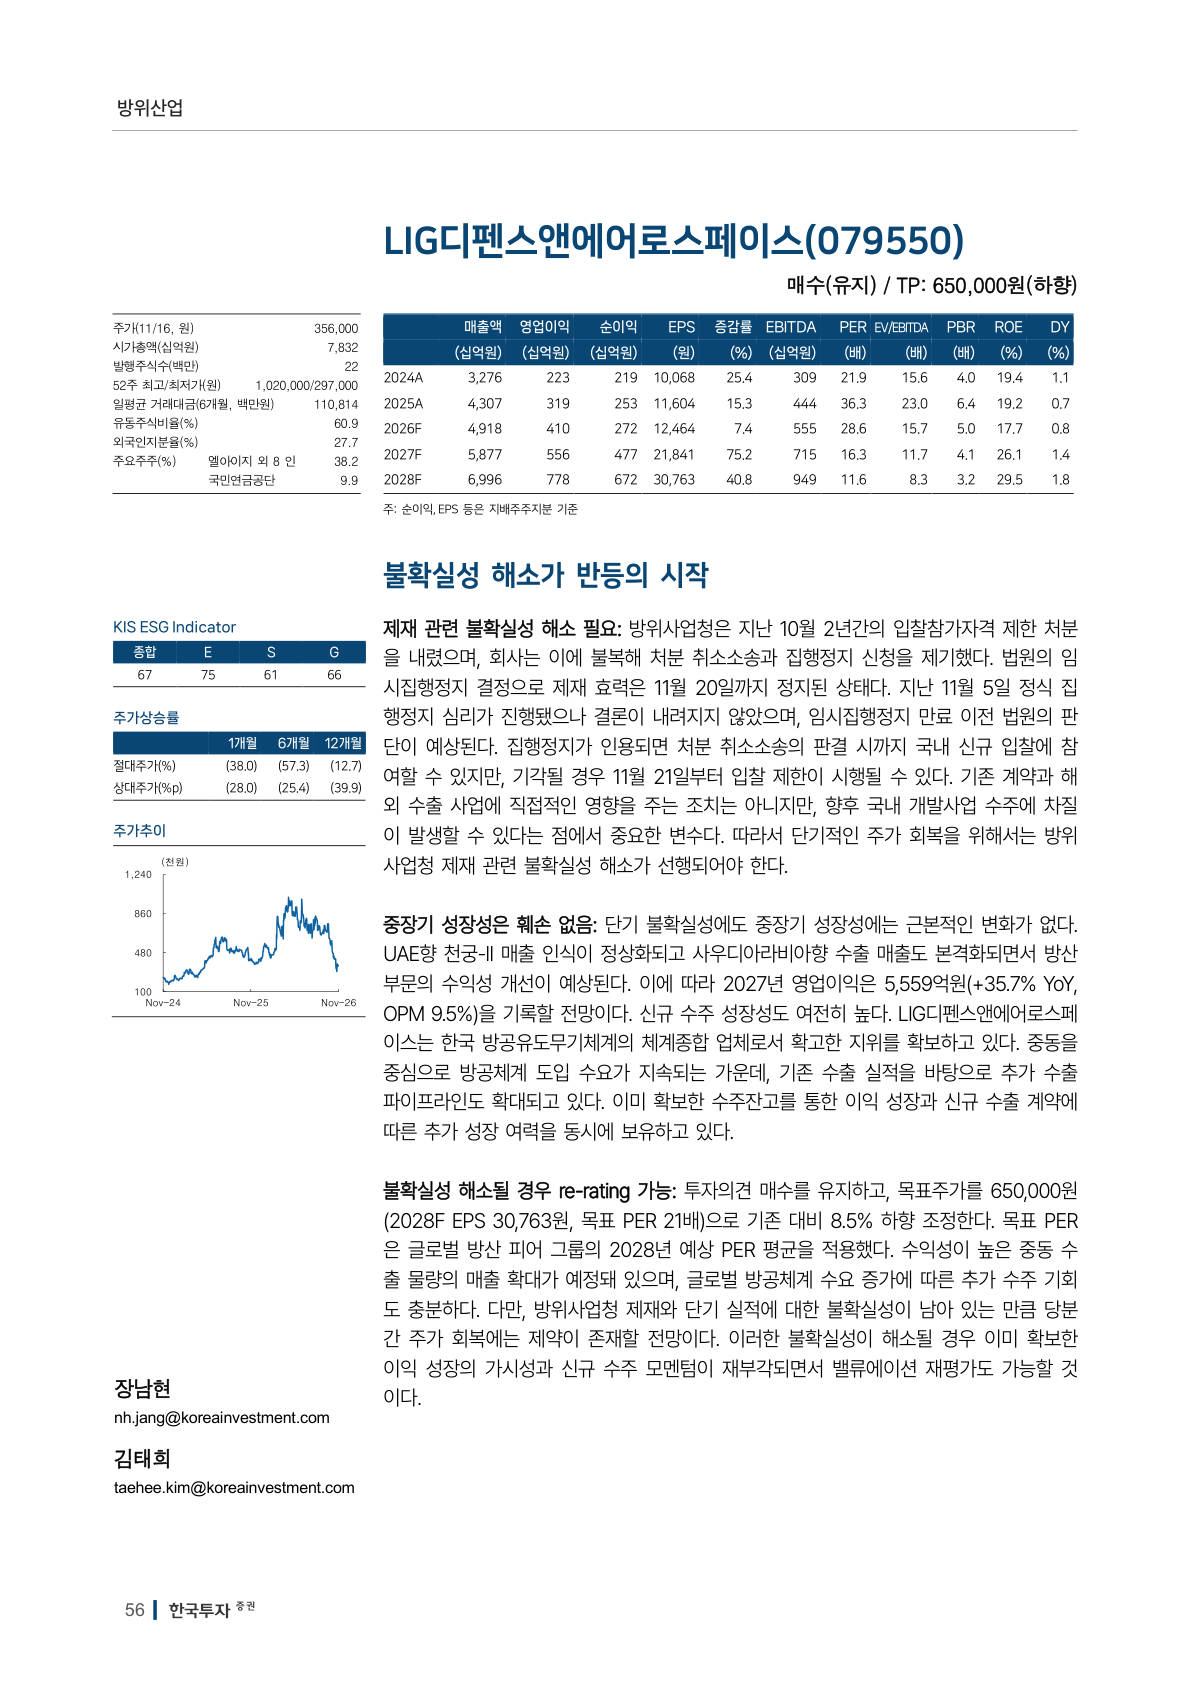 방위산업
LIG디펜스앤에어로스페이스(079550)
매수(유지) / TP: 650,000원(하향)
주가(11/16, 원) 356,000
시가총액(십억원) 7,832
발행주식수(백만) 22
52주 최고/최저가(원) 1,020,000/297,000
일평균 거래대금(6개월, 백만원) 110,814
유동주식비율(%) 60.9
외국인지분율(%) 27.7
주요주주(%) 엘아이지 외 8 인 38.2
국민연금공단 9.9
매출액 영업이익 순이익 EPS 증감률 EBITDA PER EV/EBITDA PBR ROE DY
(십억원) (십억원) (십억원) (원) (%) (십억원) (배) (배) (배) (%) (%)
2024A 3,276 223 219 10,068 25.4 309 21.9 15.6 4.0 19.4 1.1
2025A 4,307 319 253 11,604 15.3 444 36.3 23.0 6.4 19.2 0.7
2026F 4,918 410 272 12,464 7.4 555 28.6 15.7 5.0 17.7 0.8
2027F 5,877 556 477 21,841 75.2 715 16.3 11.7 4.1 26.1 1.4
2028F 6,996 778 672 30,763 40.8 949 11.6 8.3 3.2 29.5 1.8
주: 순이익, EPS 등은 지배주주지분 기준
불확실성 해소가 반등의 시작
KIS ESG Indicator
종합 E S G
67 75 61 66
주가상승률
1개월 6개월 12개월
절대주가(%) (38.0) (57.3) (12.7)
상대주가(%p) (28.0) (25.4) (39.9)
주가추이
(천원)
1,240
860
480
100
Nov-24 Nov-25 Nov-26
제재 관련 불확실성 해소 필요: 방위사업청은 지난 10월 2년간의 입찰참가자격 제한 처분
을 내렸으며, 회사는 이에 불복해 처분 취소소송과 집행정지 신청을 제기했다. 법원의 임
시집행정지 결정으로 제재 효력은 11월 20일까지 정지된 상태다. 지난 11월 5일 정식 집
행정지 심리가 진행됐으나 결론이 내려지지 않았으며, 임시집행정지 만료 이전 법원의 판
단이 예상된다. 집행정지가 인용되면 처분 취소소송의 판결 시까지 국내 신규 입찰에 참
여할 수 있지만, 기각될 경우 11월 21일부터 입찰 제한이 시행될 수 있다. 기존 계약과 해
외 수출 사업에 직접적인 영향을 주는 조치는 아니지만, 향후 국내 개발사업 수주에 차질
이 발생할 수 있다는 점에서 중요한 변수다. 따라서 단기적인 주가 회복을 위해서는 방위
사업청 제재 관련 불확실성 해소가 선행되어야 한다.
중장기 성장성은 훼손 없음: 단기 불확실성에도 중장기 성장성에는 근본적인 변화가 없다.
UAE향 천궁-II 매출 인식이 정상화되고 사우디아라비아향 수출 매출도 본격화되면서 방산
부문의 수익성 개선이 예상된다. 이에 따라 2027년 영업이익은 5,559억원(+35.7% YoY,
OPM 9.5%)을 기록할 전망이다. 신규 수주 성장성도 여전히 높다. LIG디펜스앤에어로스페
이스는 한국 방공유도무기체계의 체계종합 업체로서 확고한 지위를 확보하고 있다. 중동을
중심으로 방공체계 도입 수요가 지속되는 가운데, 기존 수출 실적을 바탕으로 추가 수출
파이프라인도 확대되고 있다. 이미 확보한 수주잔고를 통한 이익 성장과 신규 수출 계약에
따른 추가 성장 여력을 동시에 보유하고 있다.
불확실성 해소될 경우 re-rating 가능: 투자의견 매수를 유지하고, 목표주가를 650,000원
(2028F EPS 30,763원, 목표 PER 21배)으로 기존 대비 8.5% 하향 조정한다. 목표 PER
은 글로벌 방산 피어 그룹의 2028년 예상 PER 평균을 적용했다. 수익성이 높은 중동 수
출 물량의 매출 확대가 예정돼 있으며, 글로벌 방공체계 수요 증가에 따른 추가 수주 기회
도 충분하다. 다만, 방위사업청 제재와 단기 실적에 대한 불확실성이 남아 있는 만큼 당분
간 주가 회복에는 제약이 존재할 전망이다. 이러한 불확실성이 해소될 경우 이미 확보한
이익 성장의 가시성과 신규 수주 모멘텀이 재부각되면서 밸류에이션 재평가도 가능할 것
이다.
장남현
nh.jang@koreainvestment.com
김태희
taehee.kim@koreainvestment.com
56 한국투자 증권